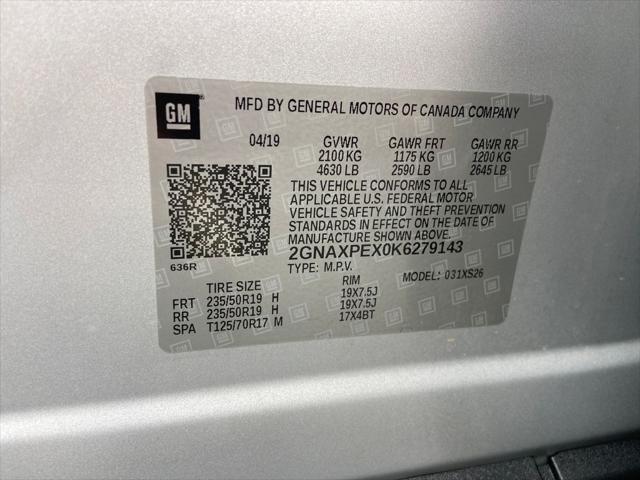 GM
MFD BY GENERAL MOTORS OF CANADA COMPANY
04/19 GVWR GAWR FRT GAWR RR
2100 KG 1175 KG 1200 KG
4630 LB 2590 LB 2645 LB
THIS VEHICLE CONFORMS TO ALL
APPLICABLE U.S. FEDERAL MOTOR
VEHICLE SAFETY AND THEFT PREVENTION
STANDARDS IN EFFECT ON THE DATE OF
MANUFACTURE SHOWN ABOVE.
2GNAXPEX0K6279143
636R
TYPE: M.P.V. MODEL: 031XS26
TIRE SIZE RIM
FRT 235/50R19 H 19X7.5J
RR 235/50R19 H 19X7.5J
SPA T125/70R17 M 17X4BT